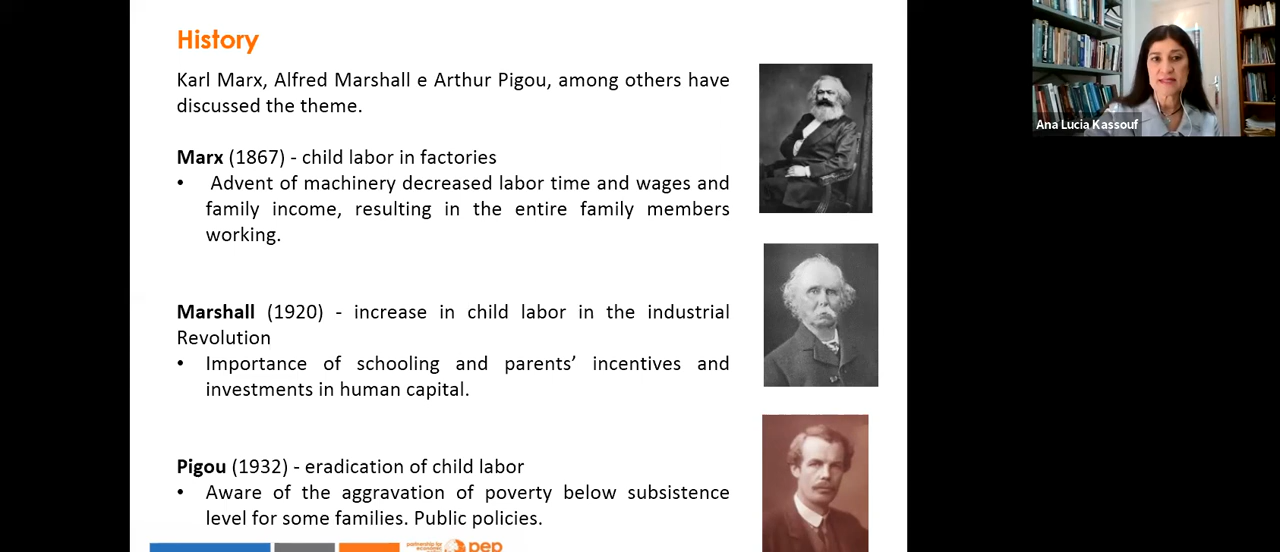 History
Karl Marx, Alfred Marshall e Arthur Pigou, among others have
discussed the theme.
Marx (1867) - child labor in factories
• Advent of machinery decreased labor time and wages and
family income, resulting in the entire family members
working.
Marshall (1920) - increase in child labor in the industrial
Revolution
• Importance of schooling and parents’ incentives and
investments in human capital.
Pigou (1932) - eradication of child labor
• Aware of the aggravation of poverty below subsistence
level for some families. Public policies.
partnership for
economic
pep
Ana Lucia Kassouf